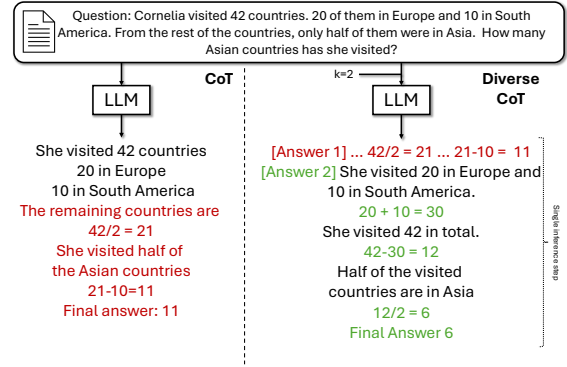 Question: Cornelia visited 42 countries. 20 of them in Europe and 10 in South
America. From the rest of the countries, only half of them were in Asia. How many
Asian countries has she visited?
CoT
LLM
She visited 42 countries
20 in Europe
10 in South America
The remaining countries are
42/2 = 21
She visited half of
the Asian countries
21-10=11
Final answer: 11
k=2
Diverse
CoT
LLM
[Answer 1] ... 42/2 = 21 ... 21-10 = 11
[Answer 2] She visited 20 in Europe and
10 in South America.
20 + 10 = 30
She visited 42 in total.
42-30 = 12
Half of the visited
countries are in Asia
12/2 = 6
Final Answer 6
Single inference step